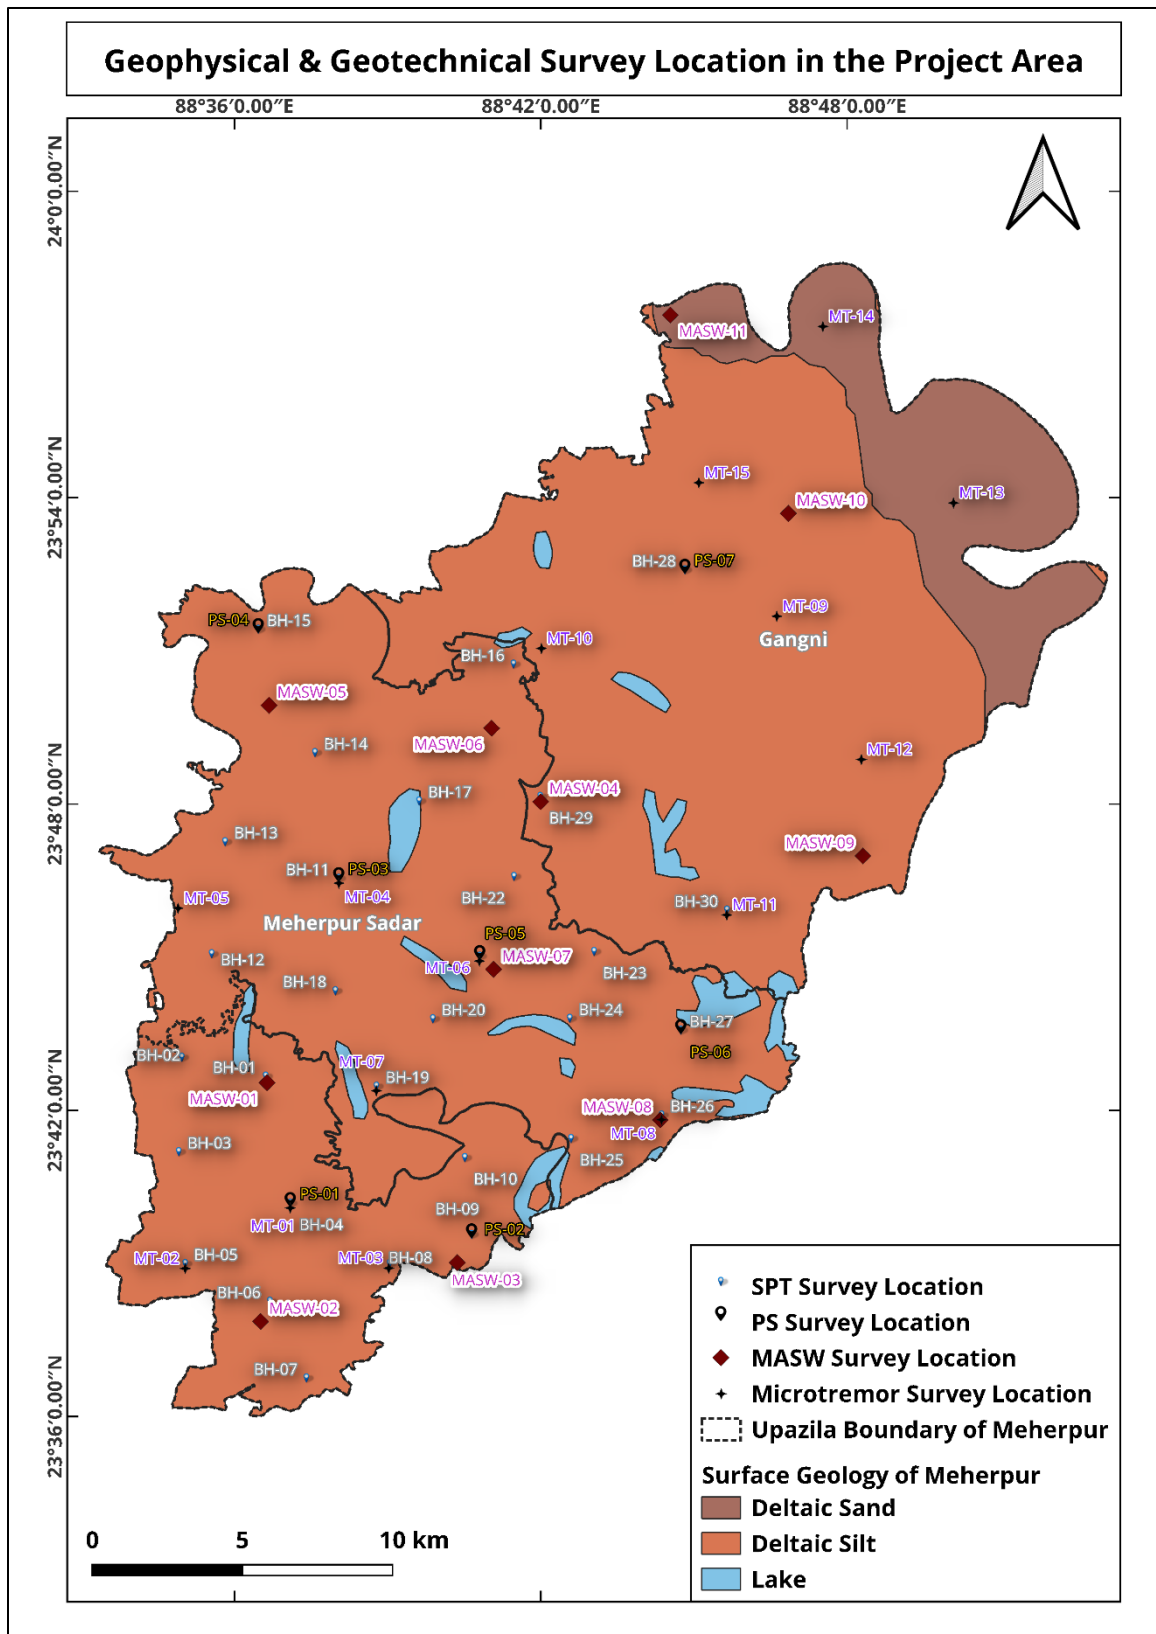 Geophysical & Geotechnical Survey Location in the Project Area
88°36′0.00″E 88°42′0.00″E 88°48′0.00″E
24°0′0.00″N
23°54′0.00″N
23°48′0.00″N
23°42′0.00″N
23°36′0.00″N
MT-14
MASW-11
MT-15
MASW-10
MT-13
BH-28 PS-07
MT-09
Gangni
PS-04 BH-15
MT-10
BH-16
MASW-05
MASW-06
BH-14
MT-12
BH-17
MASW-04
BH-29
BH-13
MASW-09
BH-11 PS-03
MT-04
BH-22
MT-05
BH-30 MT-11
Meherpur Sadar
PS-05
MASW-07
MT-06
BH-12
BH-23
BH-18
BH-20
BH-24
BH-27
PS-06
BH-02
BH-01
MT-07
BH-19
MASW-01
MASW-08 BH-26
MT-08
BH-03
BH-25
BH-10
PS-01
MT-01 BH-04
BH-09
PS-02
MT-02 BH-05
MT-03 BH-08
MASW-03
BH-06
MASW-02
BH-07
SPT Survey Location
PS Survey Location
MASW Survey Location
Microtremor Survey Location
Upazila Boundary of Meherpur
Surface Geology of Meherpur
Deltaic Sand
Deltaic Silt
Lake
0 5 10 km